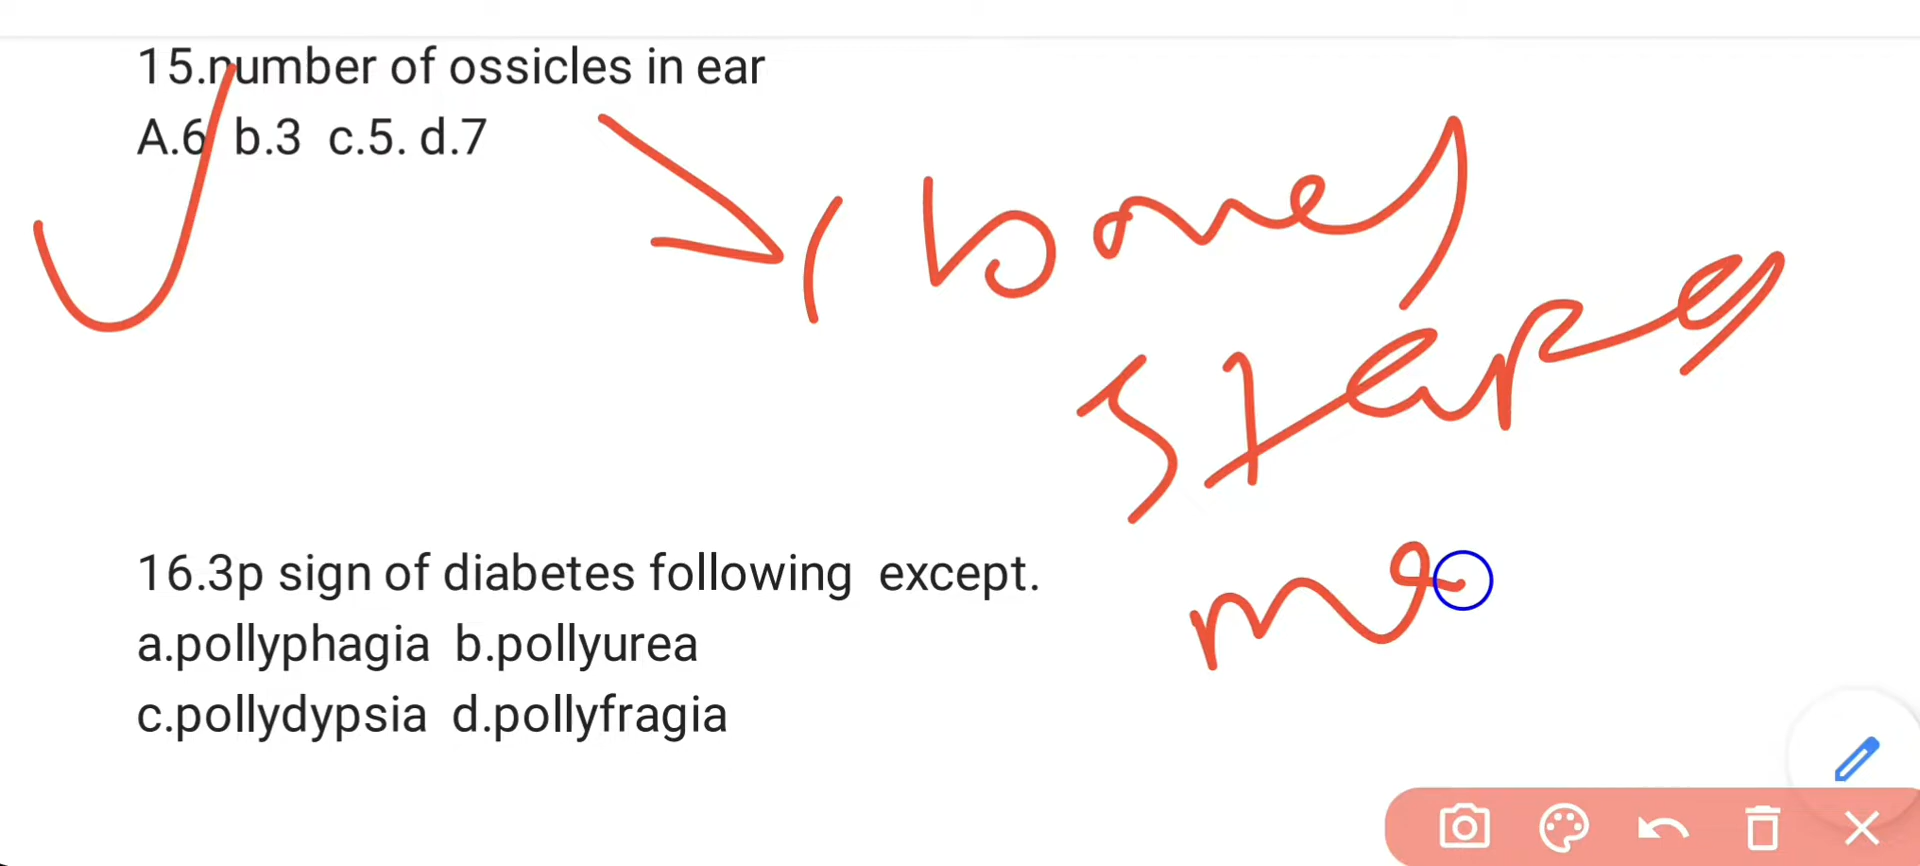 15.number of ossicles in ear
A.6 b.3 c.5. d.7
(bones
stapes
16.3p sign of diabetes following except.
a.pollyphagia b.pollyurea
c.pollydypsia d.pollyfragia